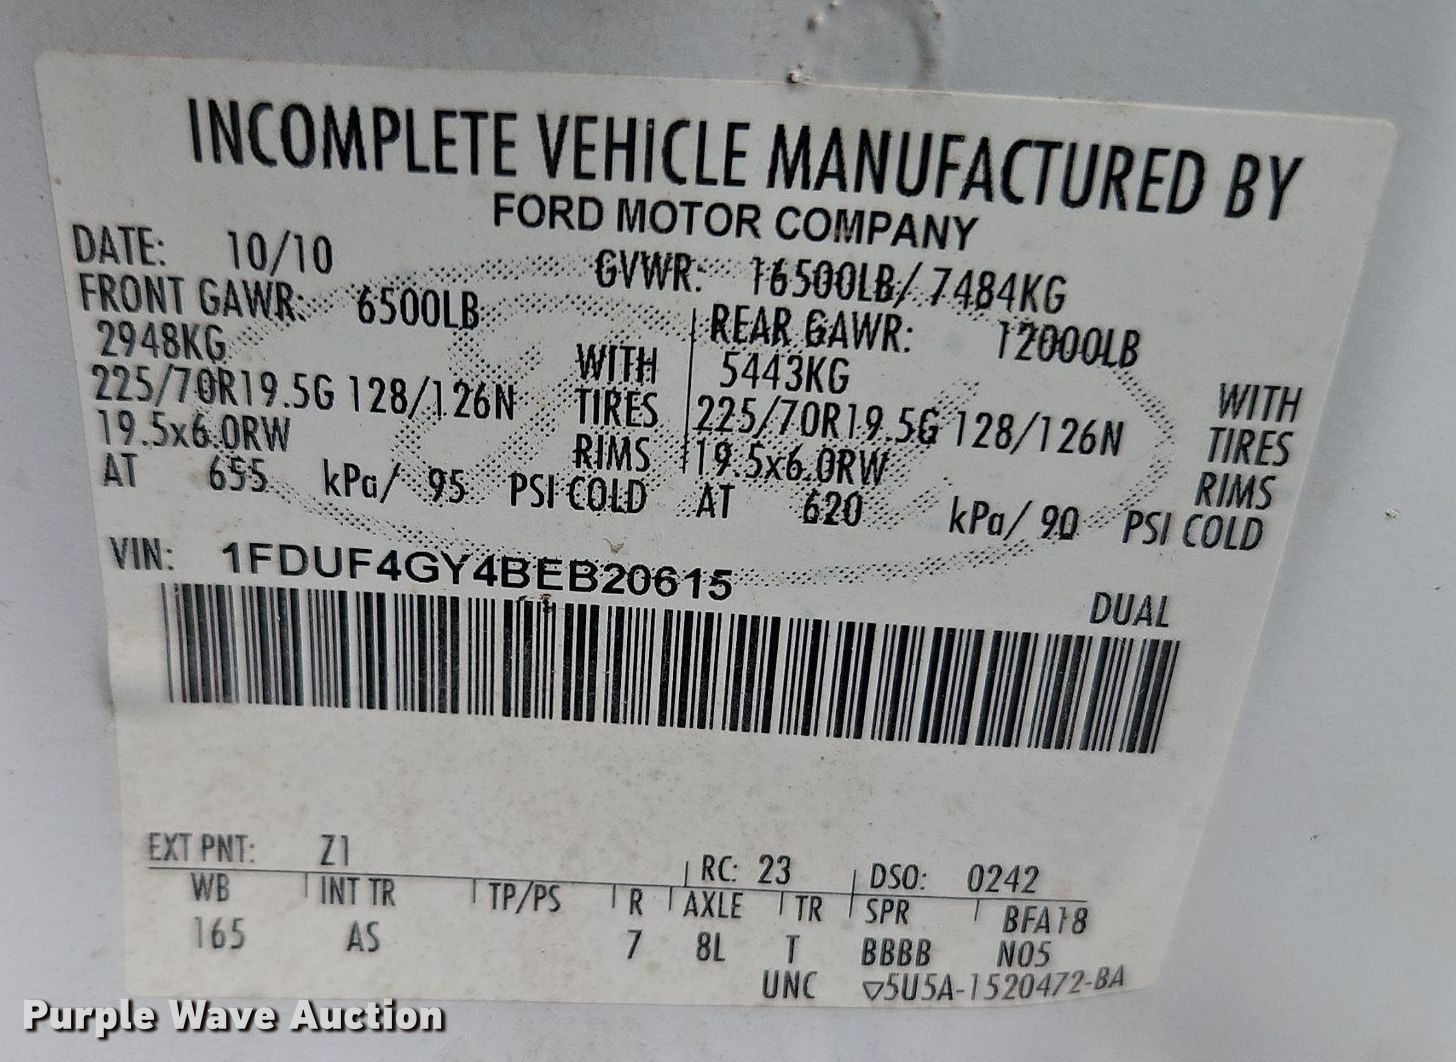 INCOMPLETE VEHICLE MANUFACTURED BY
FORD MOTOR COMPANY
DATE: 10/10 GVWR: 16500LB/ 7484KG
FRONT GAWR: 6500LB REAR GAWR: 12000LB
2948KG WITH 5443KG WITH
225/70R19.5G 128/126N TIRES 225/70R19.5G 128/126N TIRES
19.5x6.0RW RIMS 19.5x6.0RW RIMS
AT 655 kPa/ 95 PSI COLD AT 620 kPa/ 90 PSI COLD
VIN: 1FDUF4GY4BEB20615
DUAL
EXT PNT: Z1 RC: 23 DSO: 0242
WB INT TR TP/PS R AXLE TR SPR BFA18
165 AS 7 8L T BBBB N05
UNC ▽5U5A-1520472-BA
Purple Wave Auction